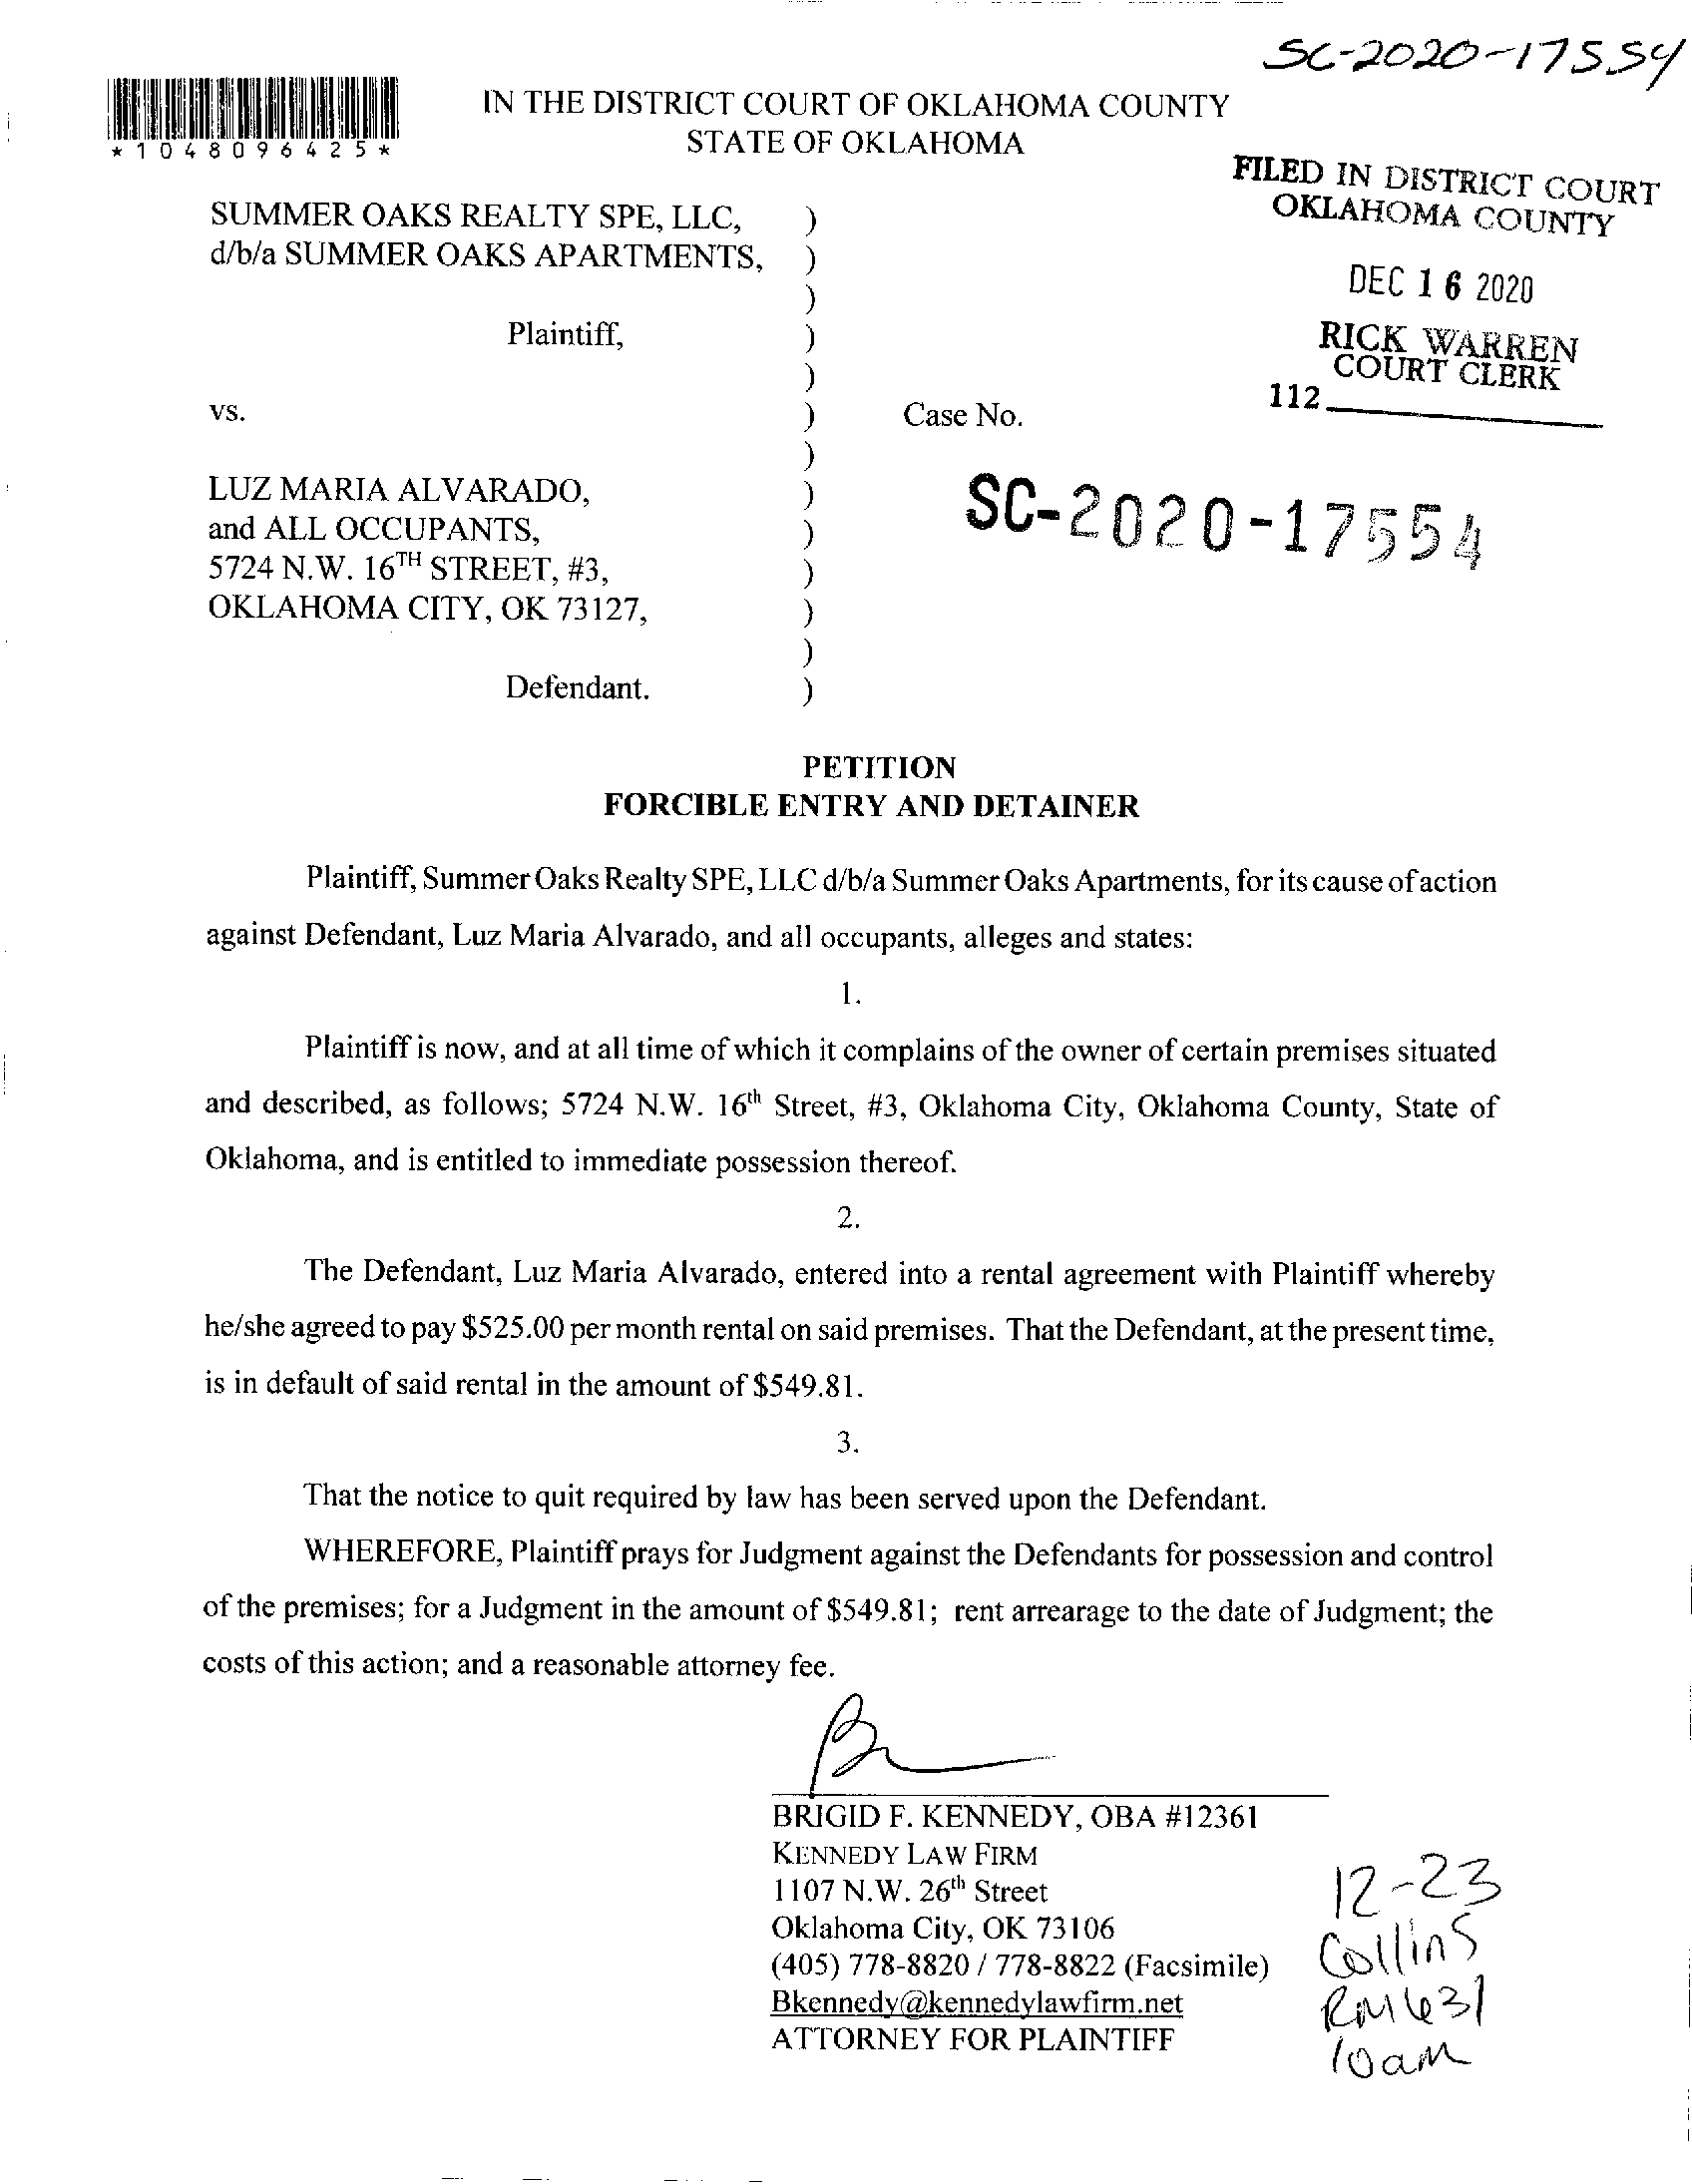 SC-2020-17554
*1048096425*
IN THE DISTRICT COURT OF OKLAHOMA COUNTY
STATE OF OKLAHOMA
FILED IN DISTRICT COURT
OKLAHOMA COUNTY
DEC 16 2020
RICK WARREN
COURT CLERK
112
SUMMER OAKS REALTY SPE, LLC, )
d/b/a SUMMER OAKS APARTMENTS, )
)
Plaintiff, )
)
vs. ) Case No.
)
LUZ MARIA ALVARADO, )
and ALL OCCUPANTS, )
5724 N.W. 16TH STREET, #3, )
OKLAHOMA CITY, OK 73127, )
)
Defendant. )
SC-2020-17554
PETITION
FORCIBLE ENTRY AND DETAINER
Plaintiff, Summer Oaks Realty SPE, LLC d/b/a Summer Oaks Apartments, for its cause of action
against Defendant, Luz Maria Alvarado, and all occupants, alleges and states:
1.
Plaintiff is now, and at all time of which it complains of the owner of certain premises situated
and described, as follows; 5724 N.W. 16th Street, #3, Oklahoma City, Oklahoma County, State of
Oklahoma, and is entitled to immediate possession thereof.
2.
The Defendant, Luz Maria Alvarado, entered into a rental agreement with Plaintiff whereby
he/she agreed to pay $525.00 per month rental on said premises. That the Defendant, at the present time,
is in default of said rental in the amount of $549.81.
3.
That the notice to quit required by law has been served upon the Defendant.
WHEREFORE, Plaintiff prays for Judgment against the Defendants for possession and control
of the premises; for a Judgment in the amount of $549.81; rent arrearage to the date of Judgment; the
costs of this action; and a reasonable attorney fee.
BRIGID F. KENNEDY, OBA #12361
KENNEDY LAW FIRM
1107 N.W. 26th Street
Oklahoma City, OK 73106
(405) 778-8820 / 778-8822 (Facsimile)
Bkennedy@kennedylawfirm.net
ATTORNEY FOR PLAINTIFF
12-23
Collins
RM 631
10am